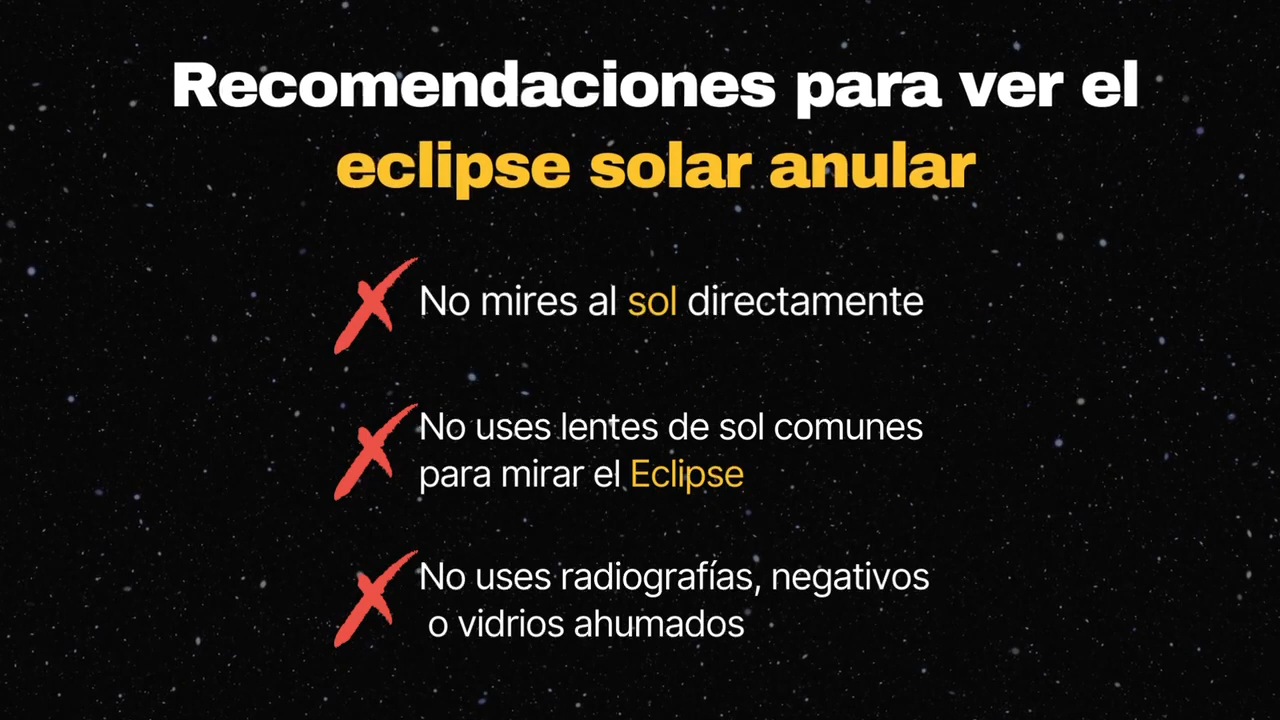 Recomendaciones para ver el
eclipse solar anular
No mires al sol directamente
No uses lentes de sol comunes
para mirar el Eclipse
No uses radiografías, negativos
o vidrios ahumados